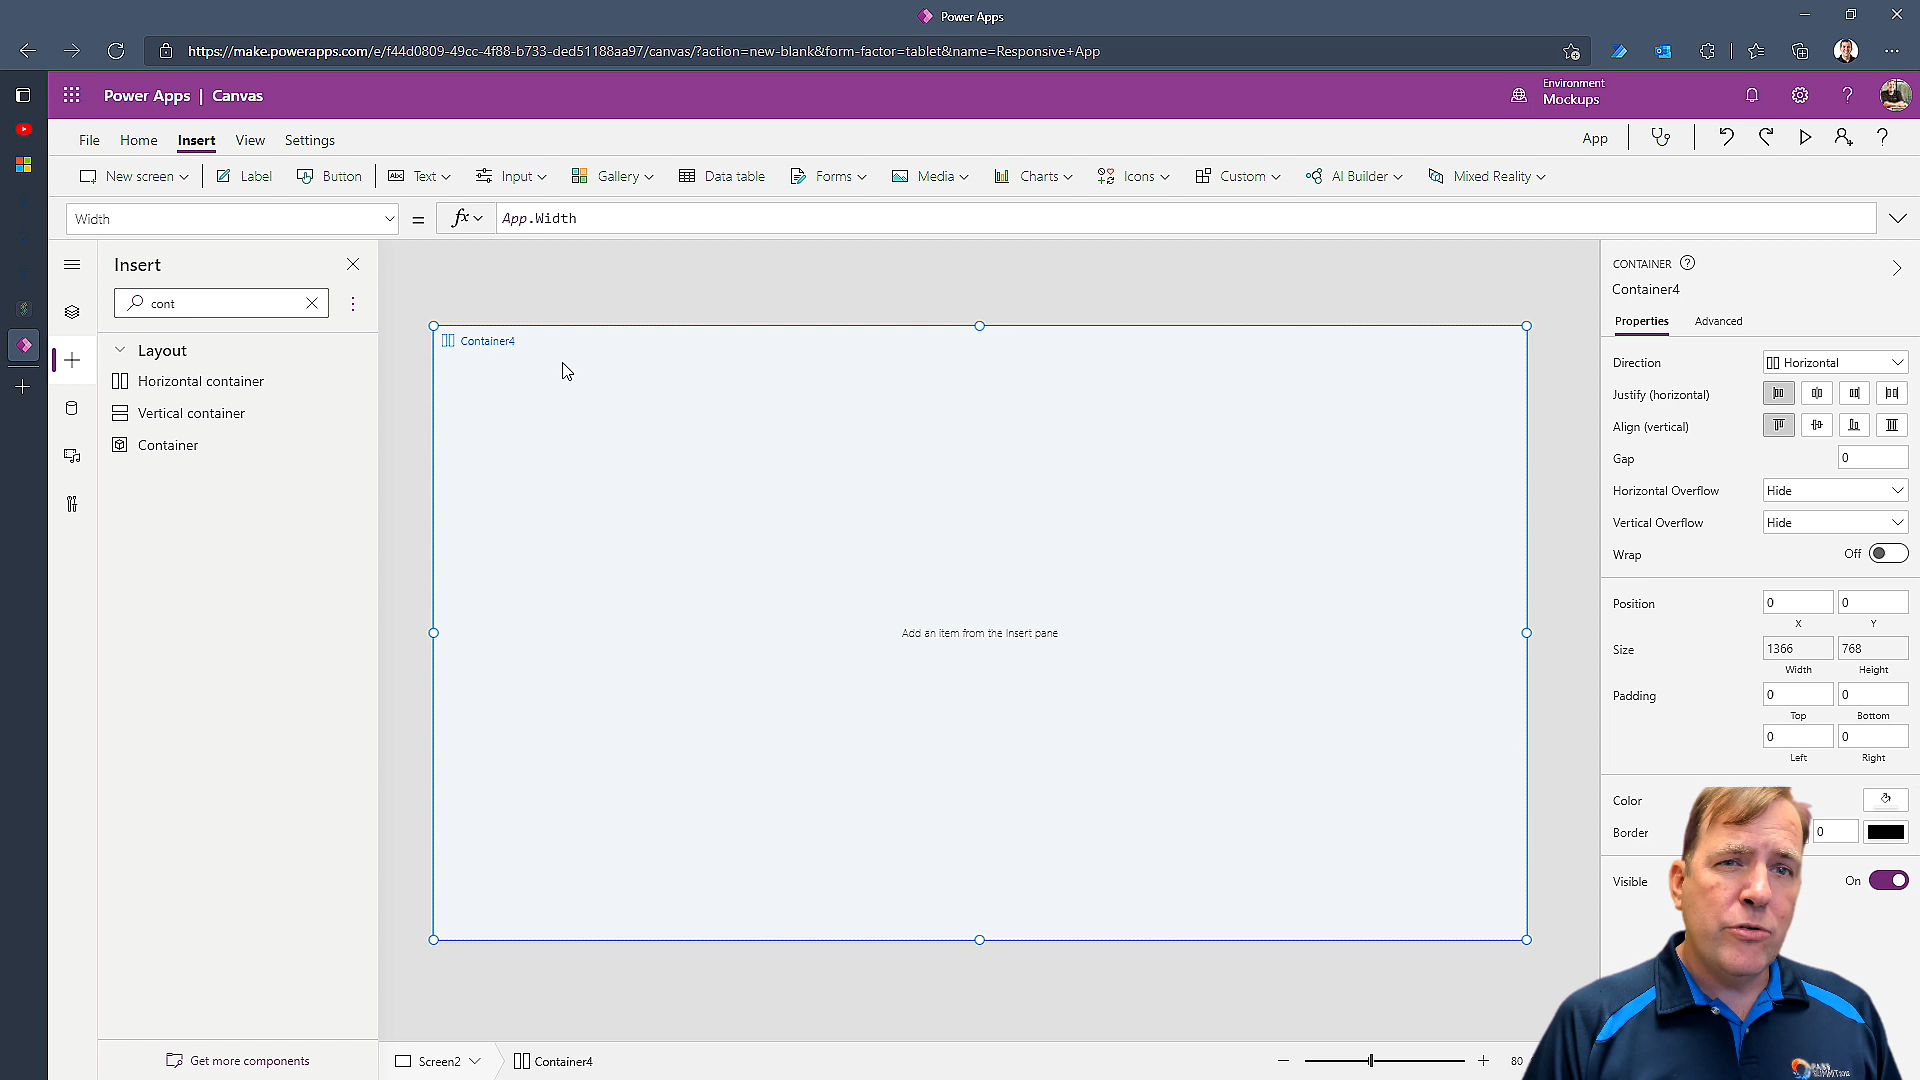 Power Apps
https://make.powerapps.com/e/f44d0809-49cc-4f88-b733-ded51188aa97/canvas/?action=new-blank&form-factor=tablet&name=Responsive+App
Power Apps | Canvas
Environment
Mockups
File Home Insert View Settings
App
New screen Label Button Text Input Gallery Data table Forms Media Charts Icons Custom AI Builder Mixed Reality
Width = fx App.Width
Insert
cont
Layout
Horizontal container
Vertical container
Container
Get more components
Container4
Add an item from the Insert pane
Screen2 Container4
80
CONTAINER
Container4
Properties Advanced
Direction Horizontal
Justify (horizontal)
Align (vertical)
Gap 0
Horizontal Overflow Hide
Vertical Overflow Hide
Wrap Off
Position 0 0
X Y
Size 1366 768
Width Height
Padding 0 0
Top Bottom
0 0
Left Right
Color
Border 0
Visible On
PASS